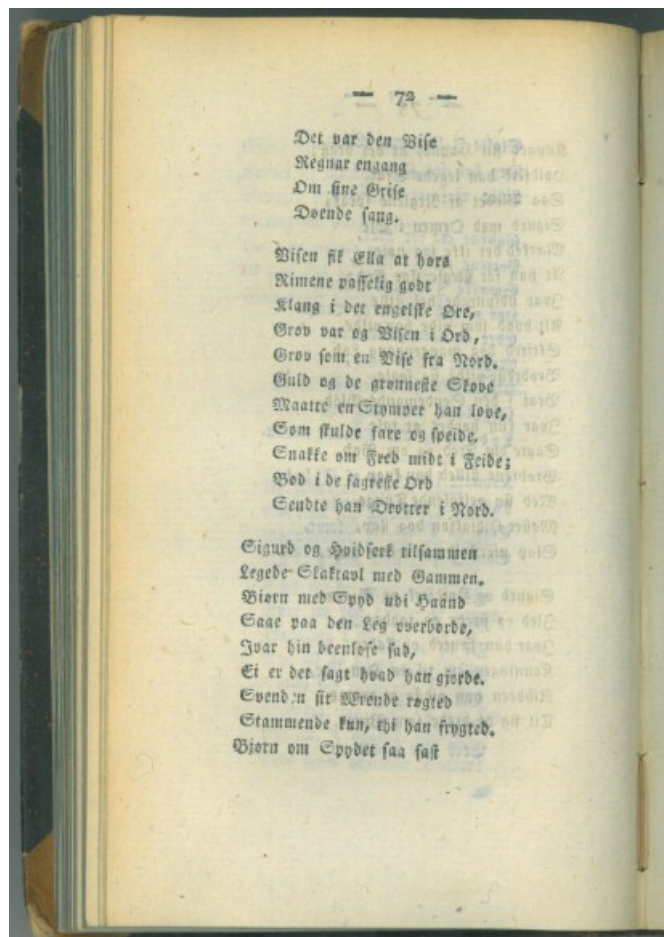 — 72 —
Det var den Vise
Regnar engang
Om sine Grise
Døende sang.
Visen fik Ella at høre
Rimene passelig godt
Klang i det engelske Øre,
Grov var og Visen i Ord,
Grov som en Vise fra Nord.
Guld og de grønneste Skove
Maatte en Stymper han love,
Som skulde fare og speide,
Snakke om Fred midt i Feide;
Bød i de fagreste Ord
Sendte han Drotter i Nord.
Sigurd og Hvidserk tilsammen
Legede Skaktavl med Gammen.
Biørn med Spyd udi Haand
Saae paa den Leg overborde,
Ivar hin beenløse sad,
Ei er det sagt hvad han gjorde.
Svenden sit Ærende røgted
Stammende kun, thi han frygted.
Bjørn om Spydet saa fast